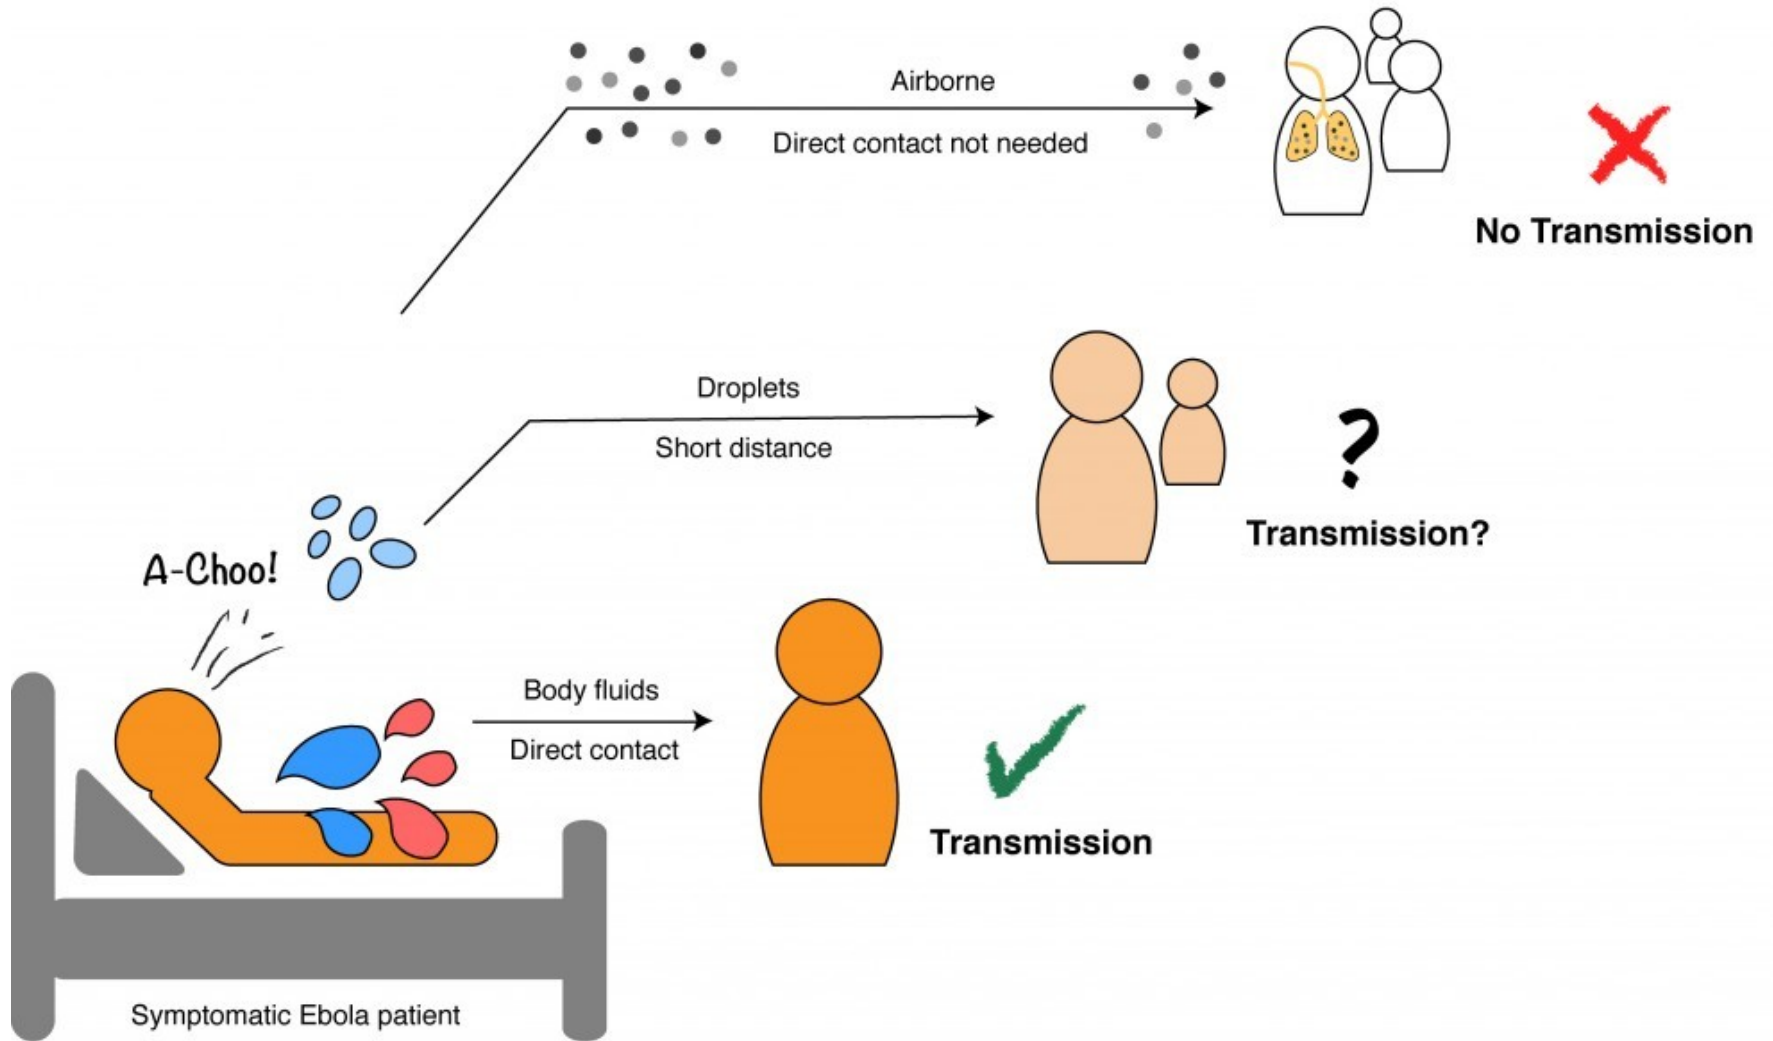 Airborne
Direct contact not needed
No Transmission
Droplets
Short distance
?
Transmission?
A-Choo!
Body fluids
Direct contact
Transmission
Symptomatic Ebola patient